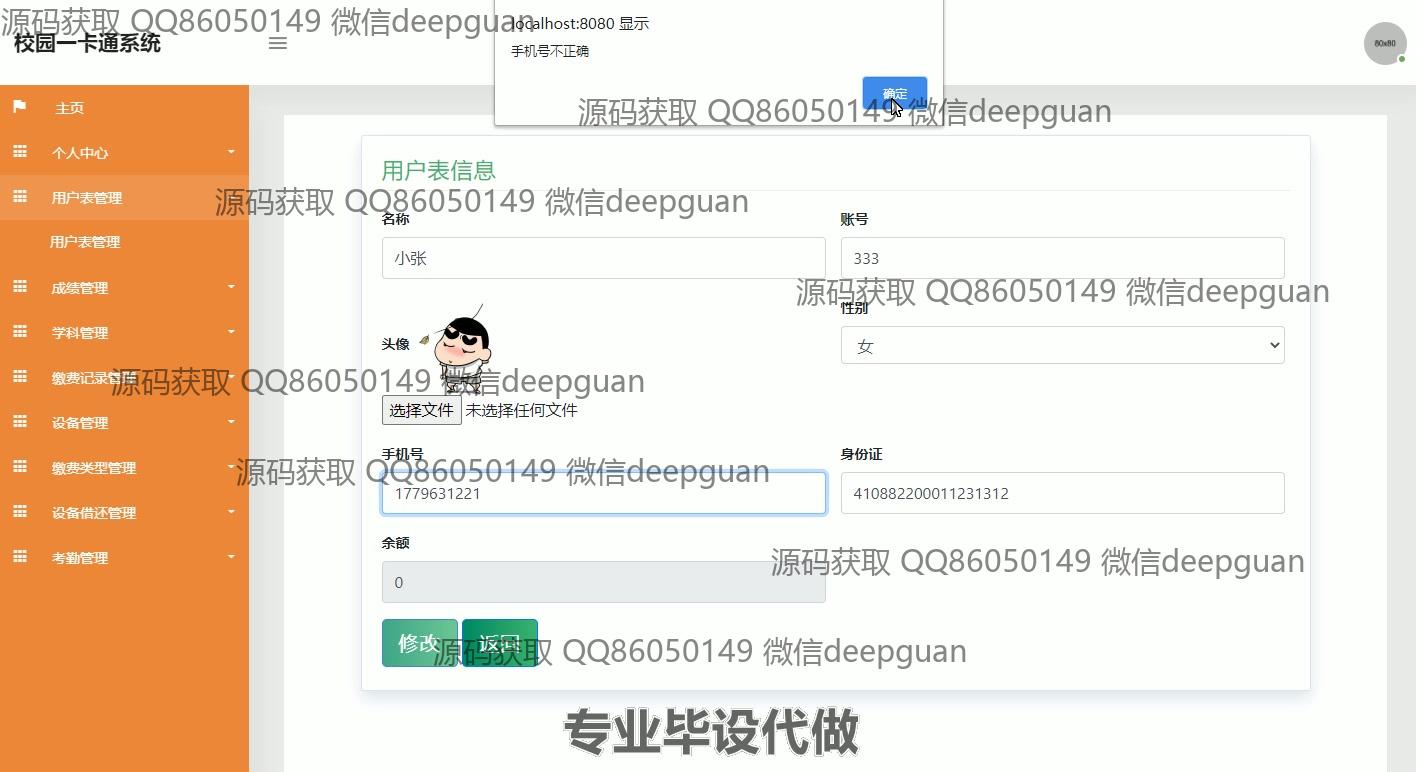 源码获取 QQ86050149 微信deepguan
校园一卡通系统
80x80
localhost:8080 显示
手机号不正确
确定
源码获取 QQ86050149 微信deepguan
主页
个人中心
用户表管理
用户表管理
成绩管理
学科管理
缴费记录管理
设备管理
缴费类型管理
设备借还管理
考勤管理
用户表信息
源码获取 QQ86050149 微信deepguan
名称
账号
小张
333
源码获取 QQ86050149 微信deepguan
性别
头像
女
源码获取 QQ86050149 微信deepguan
选择文件 未选择任何文件
手机号
身份证
源码获取 QQ86050149 微信deepguan
1779631221
410882200011231312
余额
源码获取 QQ86050149 微信deepguan
0
修改
返回
源码获取 QQ86050149 微信deepguan
专业毕设代做